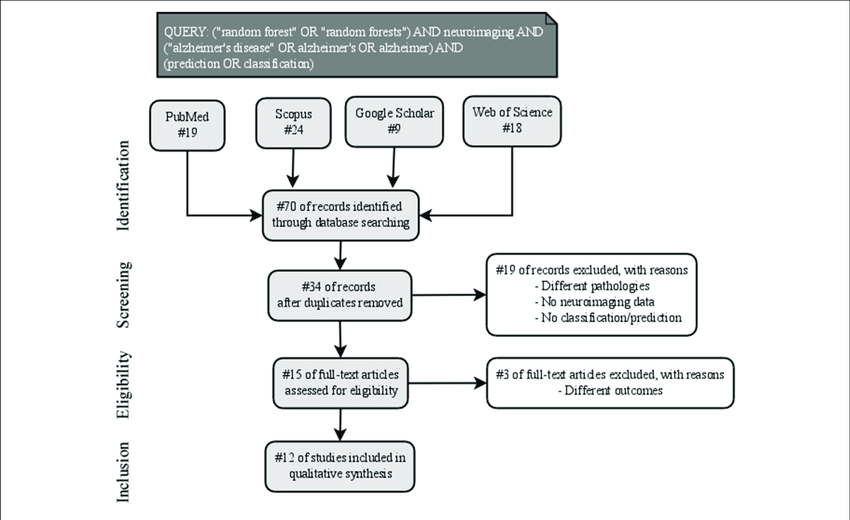 QUERY: ("random forest" OR "random forests") AND neuroimaging AND
("alzheimer's disease" OR alzheimer's OR alzheimer) AND
(prediction OR classification)
PubMed
#19
Scopus
#24
Google Scholar
#9
Web of Science
#18
Identification
#70 of records identified
through database searching
Screening
#34 of records
after duplicates removed
#19 of records excluded, with reasons
- Different pathologies
- No neuroimaging data
- No classification/prediction
Eligibility
#15 of full-text articles
assessed for eligibility
#3 of full-text articles excluded, with reasons
- Different outcomes
Inclusion
#12 of studies included in
qualitative synthesis